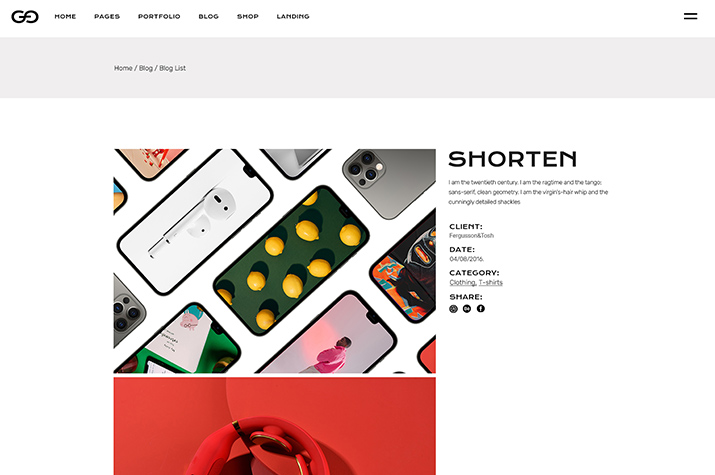 HOME PAGES PORTFOLIO BLOG SHOP LANDING
Home / Blog / Blog List
SHORTEN
I am the twentieth century. I am the ragtime and the tango;
sans-serif, clean geometry. I am the virgin's-hair whip and the
cunningly detailed shackles
CLIENT:
Fergusson&Tosh
DATE:
04/08/2016.
CATEGORY:
Clothing, T-shirts
SHARE: